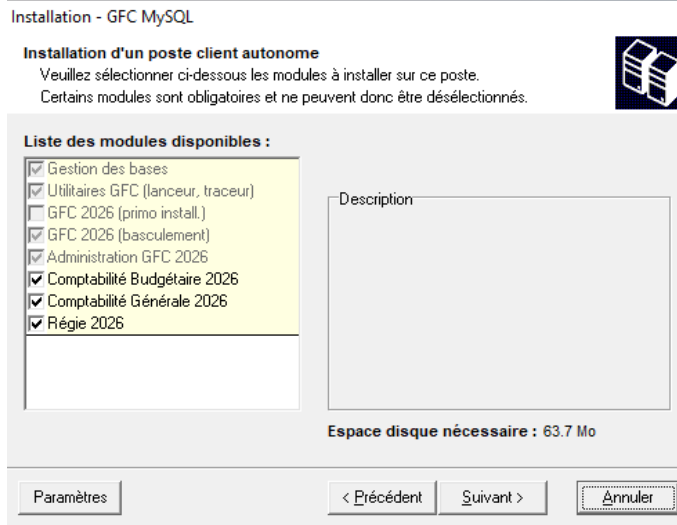 Installation - GFC MySQL
Installation d'un poste client autonome
Veuillez sélectionner ci-dessous les modules à installer sur ce poste.
Certains modules sont obligatoires et ne peuvent donc être désélectionnés.
Liste des modules disponibles :
Gestion des bases
Utilitaires GFC (lanceur, traceur)
GFC 2026 (primo install.)
GFC 2026 (basculement)
Administration GFC 2026
Comptabilité Budgétaire 2026
Comptabilité Générale 2026
Régie 2026
Description
Espace disque nécessaire : 63.7 Mo
Paramètres
< Précédent
Suivant >
Annuler